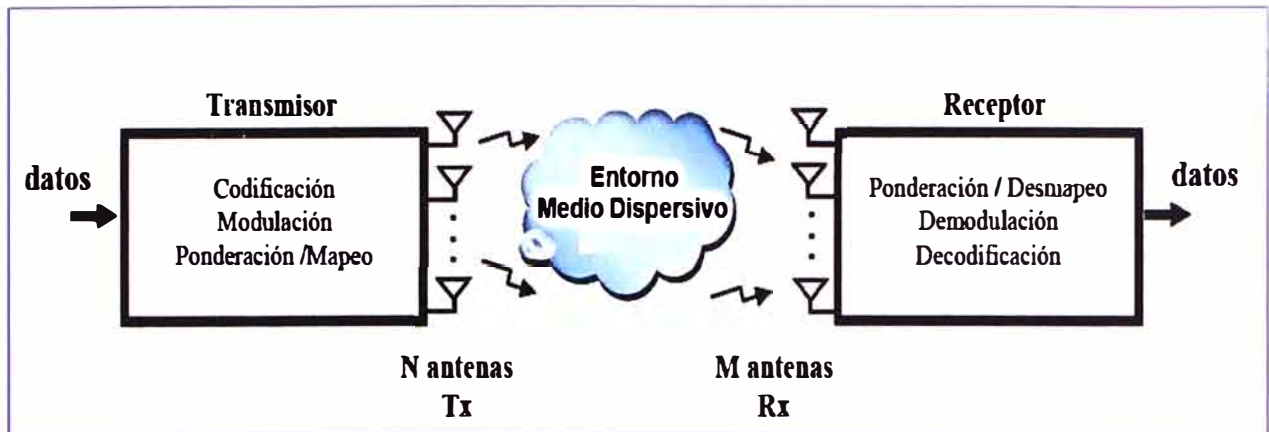 Transmisor
datos
Codificación
Modulación
Ponderación /Mapeo
N antenas
Tx
Entorno
Medio Dispersivo
M antenas
Rx
Receptor
Ponderación / Desmapeo
Demodulación
Decodificación
datos